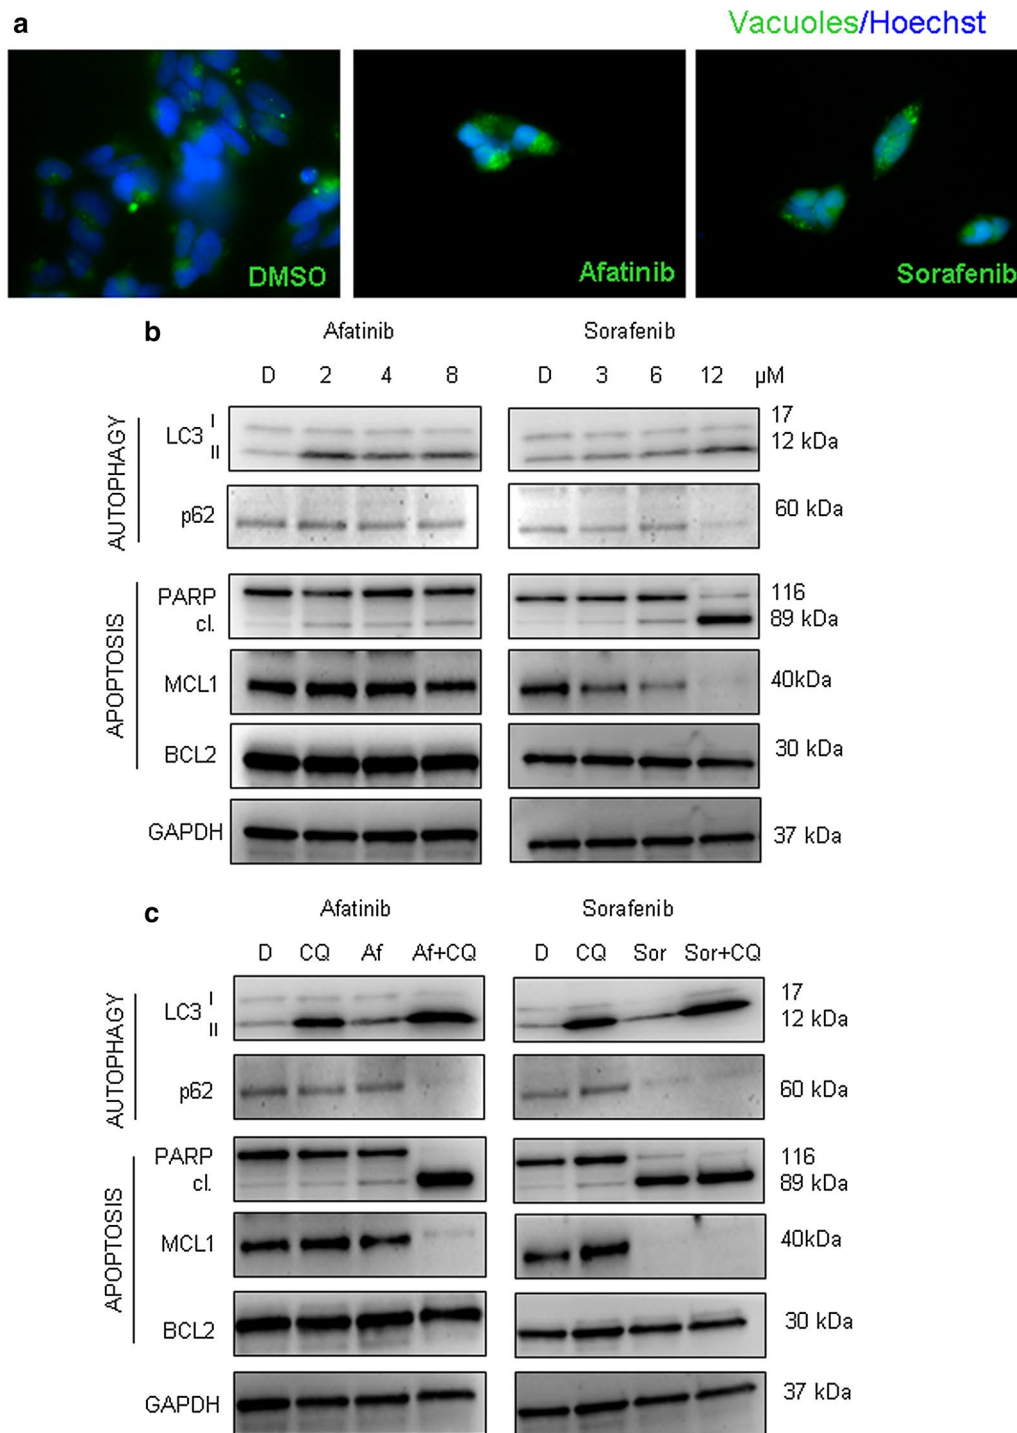 a
Vacuoles/Hoechst
DMSO
Afatinib
Sorafenib
b
Afatinib
Sorafenib
D 2 4 8
D 3 6 12 µM
AUTOPHAGY
LC3 I
II
17
12 kDa
p62
60 kDa
APOPTOSIS
PARP
cl.
116
89 kDa
MCL1
40kDa
BCL2
30 kDa
GAPDH
37 kDa
c
Afatinib
Sorafenib
D CQ Af Af+CQ
D CQ Sor Sor+CQ
AUTOPHAGY
LC3 I
II
17
12 kDa
p62
60 kDa
APOPTOSIS
PARP
cl.
116
89 kDa
MCL1
40kDa
BCL2
30 kDa
GAPDH
37 kDa